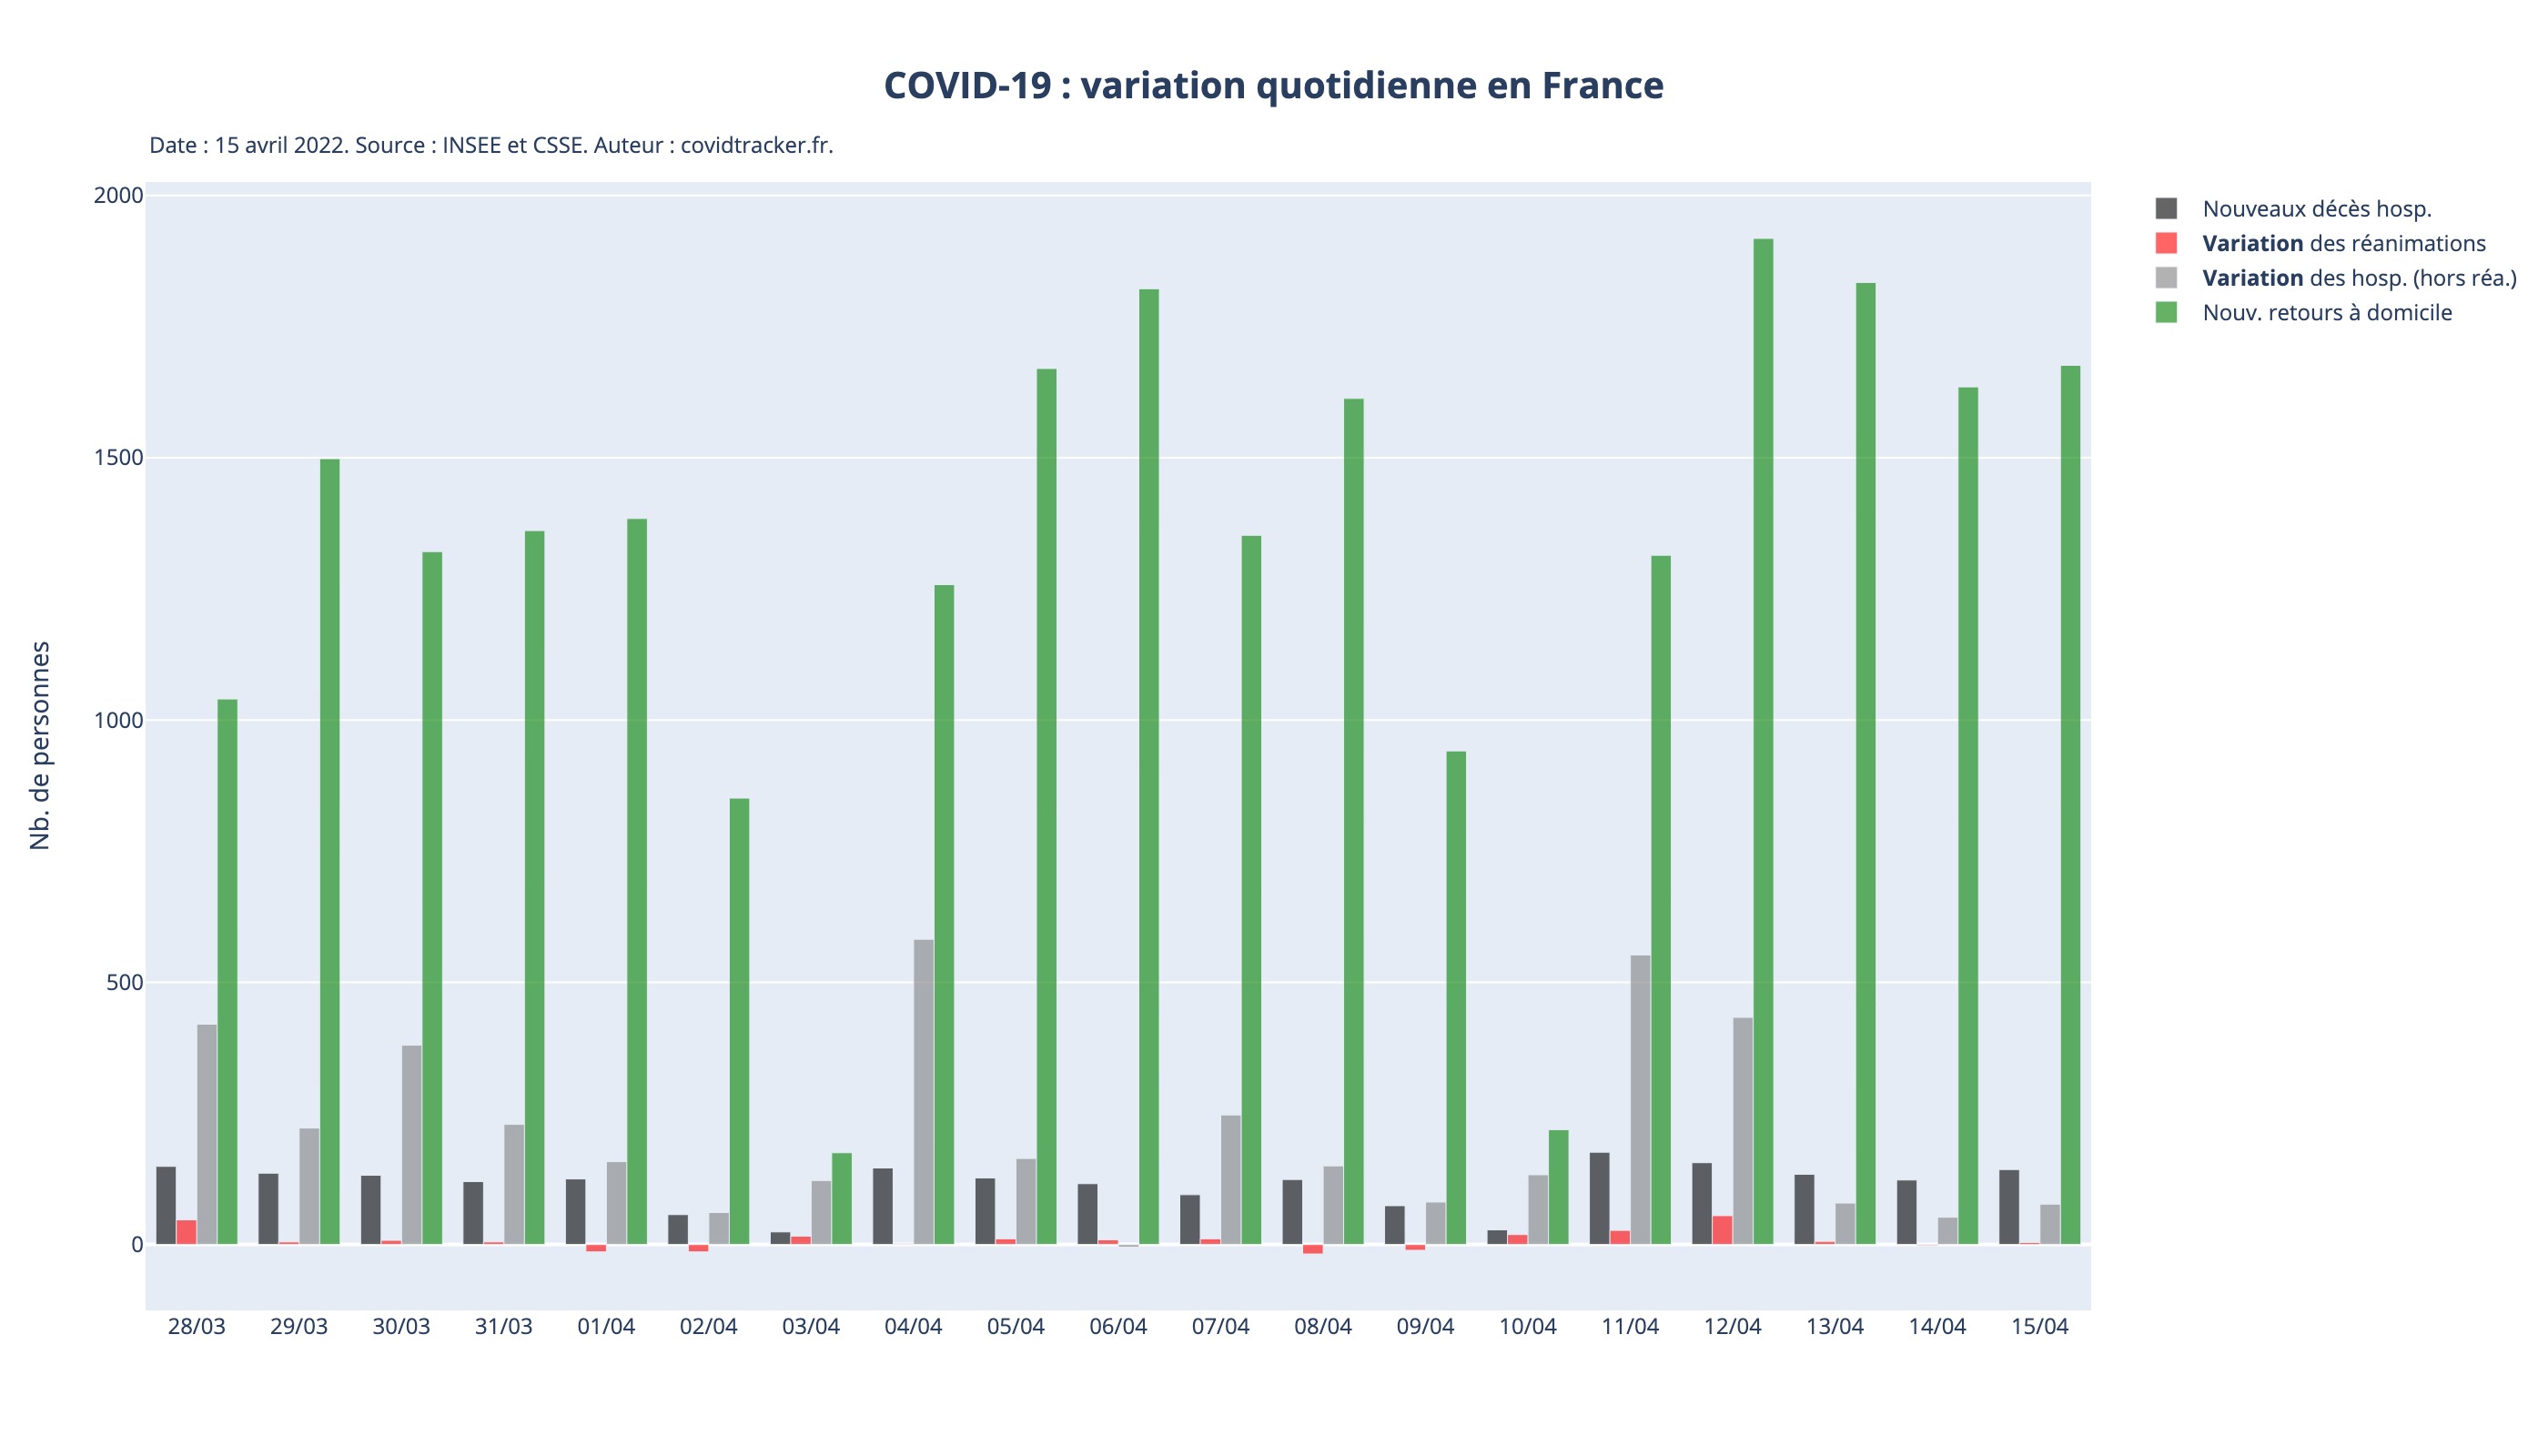 COVID-19 : variation quotidienne en France
Date : 15 avril 2022. Source : INSEE et CSSE. Auteur : covidtracker.fr.
Nouveaux décès hosp.
Variation des réanimations
Variation des hosp. (hors réa.)
Nouv. retours à domicile
Nb. de personnes
2000
1500
1000
500
0
28/03 29/03 30/03 31/03 01/04 02/04 03/04 04/04 05/04 06/04 07/04 08/04 09/04 10/04 11/04 12/04 13/04 14/04 15/04